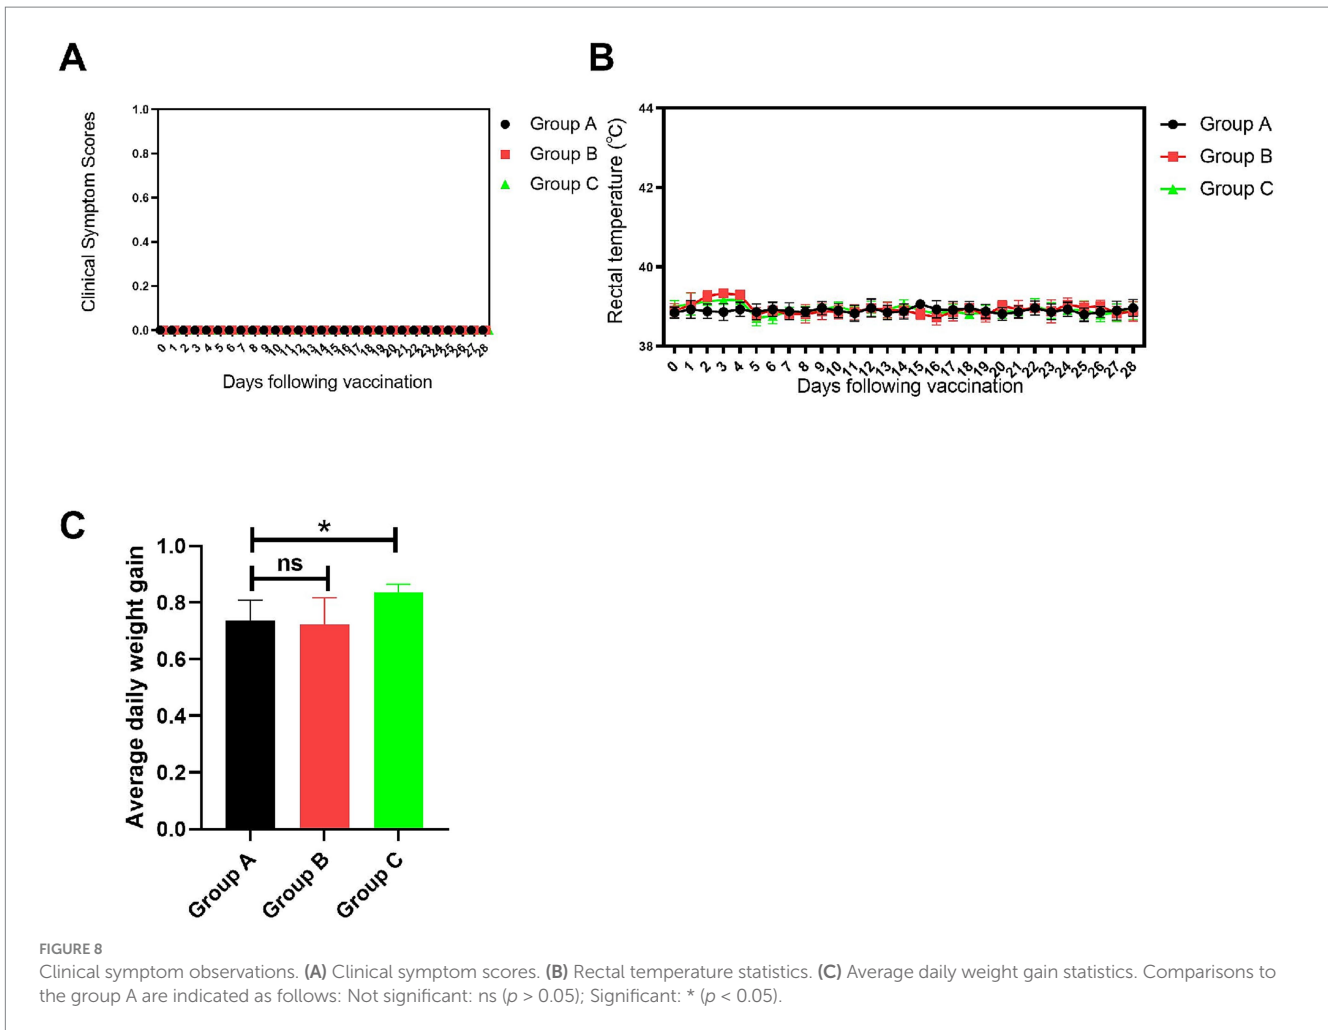 A
B
Clinical Symptom Scores
1.0
0.8
0.6
0.4
0.2
0.0
0 1 2 3 4 5 6 7 8 9 10 11 12 13 14 15 16 17 18 19 20 21 22 23 24 25 26 27 28
Days following vaccination
Group A
Group B
Group C
Rectal temperature (°C)
44
42
40
38
0 1 2 3 4 5 6 7 8 9 10 11 12 13 14 15 16 17 18 19 20 21 22 23 24 25 26 27 28
Days following vaccination
Group A
Group B
Group C
C
Average daily weight gain
1.0
0.8
0.6
0.4
0.2
0.0
*
ns
Group A
Group B
Group C
FIGURE 8
Clinical symptom observations. (A) Clinical symptom scores. (B) Rectal temperature statistics. (C) Average daily weight gain statistics. Comparisons to
the group A are indicated as follows: Not significant: ns (p > 0.05); Significant: * (p < 0.05).